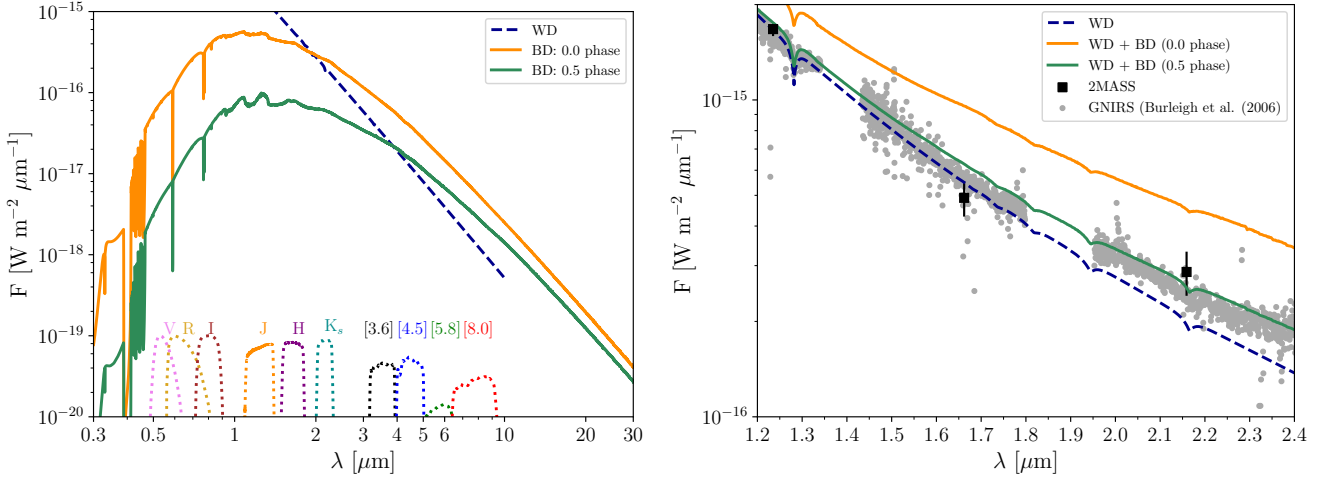 WD
BD: 0.0 phase
BD: 0.5 phase
F [W m⁻² μm⁻¹]
10⁻¹⁵
10⁻¹⁶
10⁻¹⁷
10⁻¹⁸
10⁻¹⁹
10⁻²⁰
V R I J H Kₛ [3.6] [4.5] [5.8] [8.0]
0.3 0.5 1 2 3 4 5 6 10 30
λ [μm]
WD
WD + BD (0.0 phase)
WD + BD (0.5 phase)
2MASS
GNIRS (Burleigh et al. (2006)
F [W m⁻² μm⁻¹]
10⁻¹⁵
10⁻¹⁶
1.2 1.3 1.4 1.5 1.6 1.7 1.8 1.9 2.0 2.1 2.2 2.3 2.4
λ [μm]